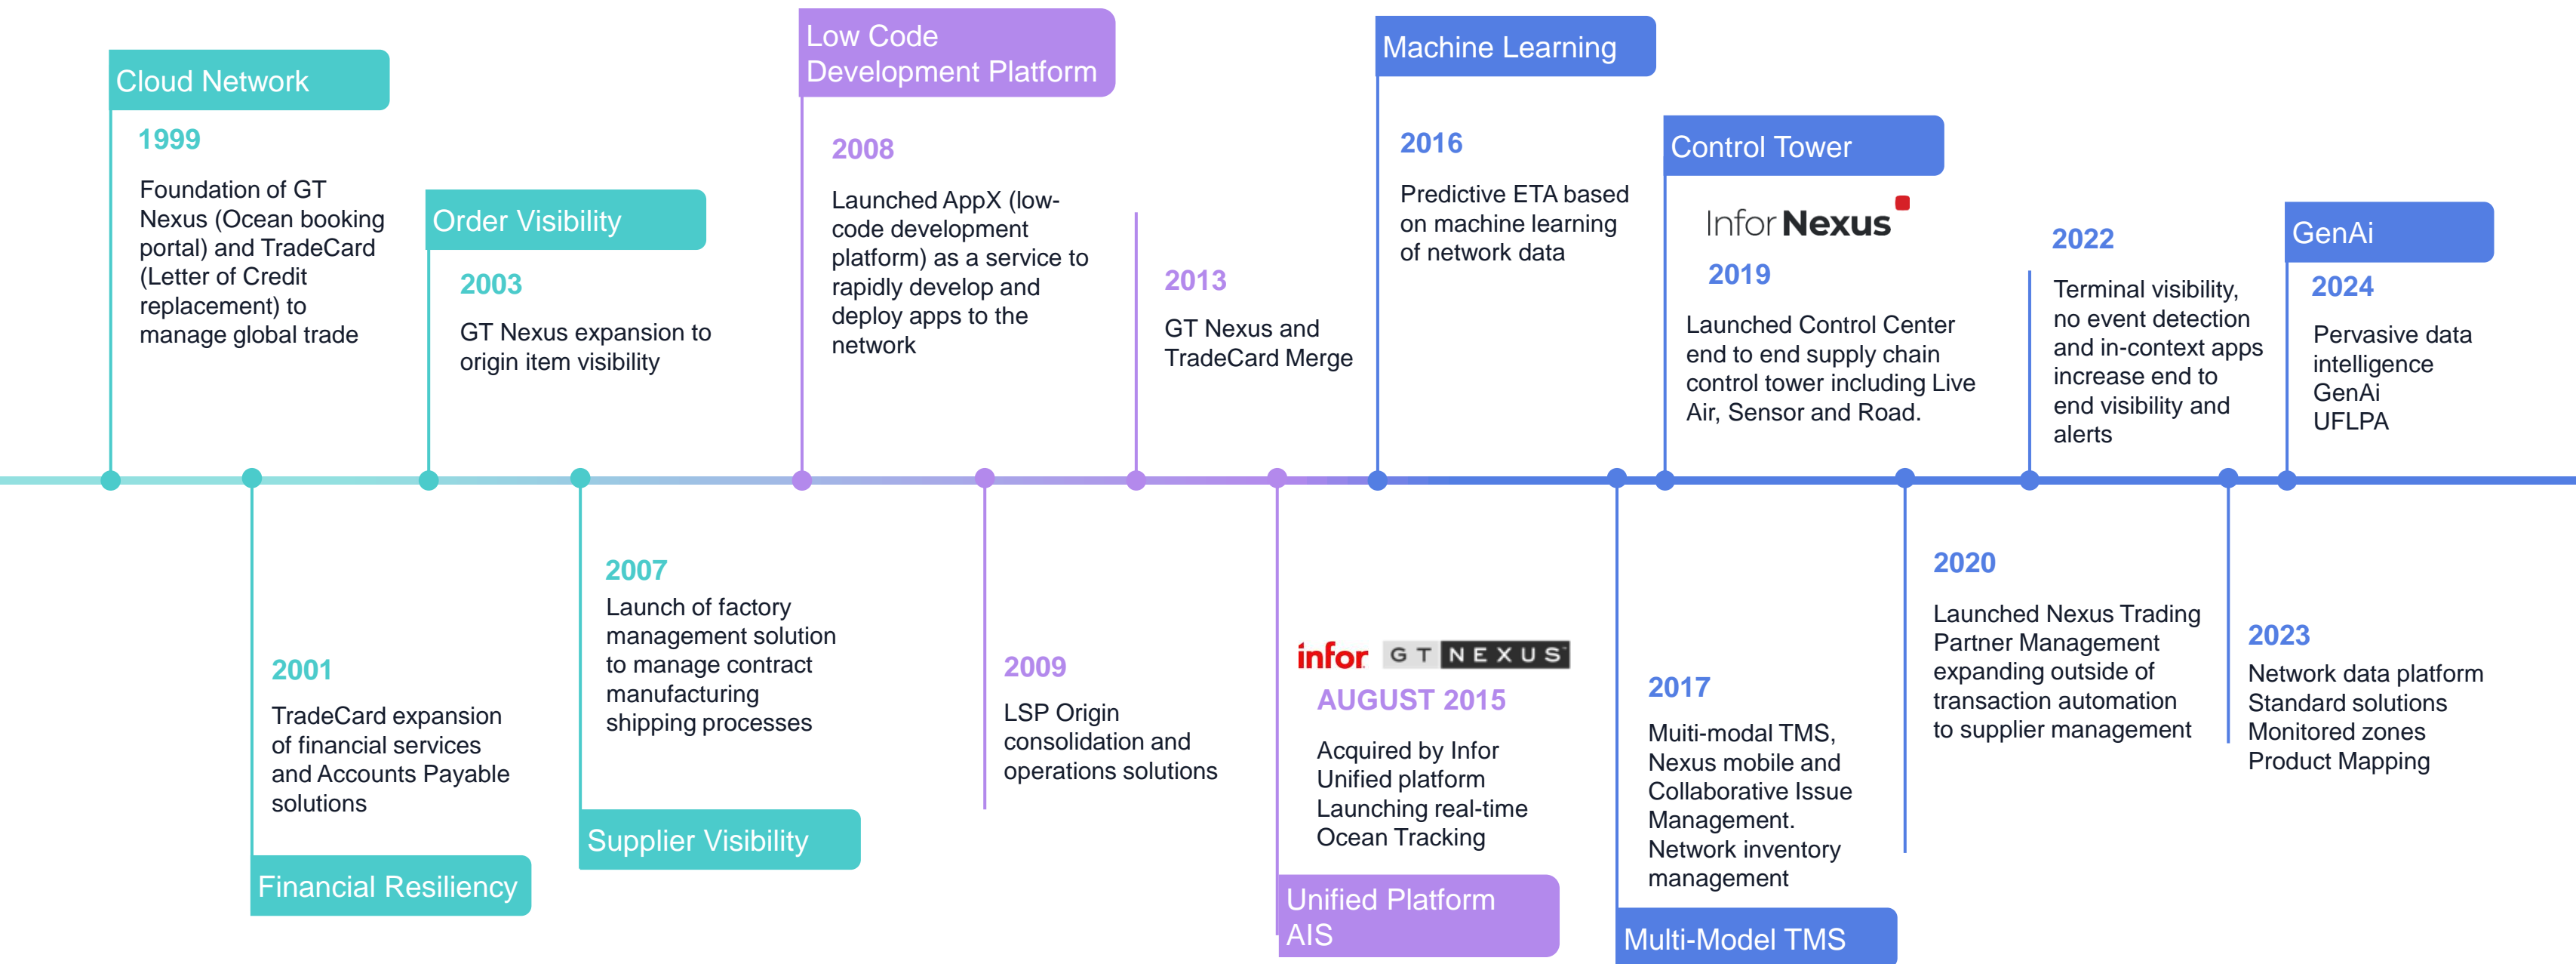 Cloud Network
1999
Foundation of GT
Nexus (Ocean booking
portal) and TradeCard
(Letter of Credit
replacement) to
manage global trade
2001
TradeCard expansion
of financial services
and Accounts Payable
solutions
Financial Resiliency
Order Visibility
2003
GT Nexus expansion to
origin item visibility
2007
Launch of factory
management solution
to manage contract
manufacturing
shipping processes
Supplier Visibility
Low Code
Development Platform
2008
Launched AppX (low-
code development
platform) as a service to
rapidly develop and
deploy apps to the
network
2009
LSP Origin
consolidation and
operations solutions
2013
GT Nexus and
TradeCard Merge
infor GT NEXUS
AUGUST 2015
Acquired by Infor
Unified platform
Launching real-time
Ocean Tracking
Unified Platform
AIS
Machine Learning
2016
Predictive ETA based
on machine learning
of network data
2017
Muiti-modal TMS,
Nexus mobile and
Collaborative Issue
Management.
Network inventory
management
Multi-Model TMS
Control Tower
Infor Nexus
2019
Launched Control Center
end to end supply chain
control tower including Live
Air, Sensor and Road.
2020
Launched Nexus Trading
Partner Management
expanding outside of
transaction automation
to supplier management
2022
Terminal visibility,
no event detection
and in-context apps
increase end to
end visibility and
alerts
2023
Network data platform
Standard solutions
Monitored zones
Product Mapping
GenAi
2024
Pervasive data
intelligence
GenAi
UFLPA